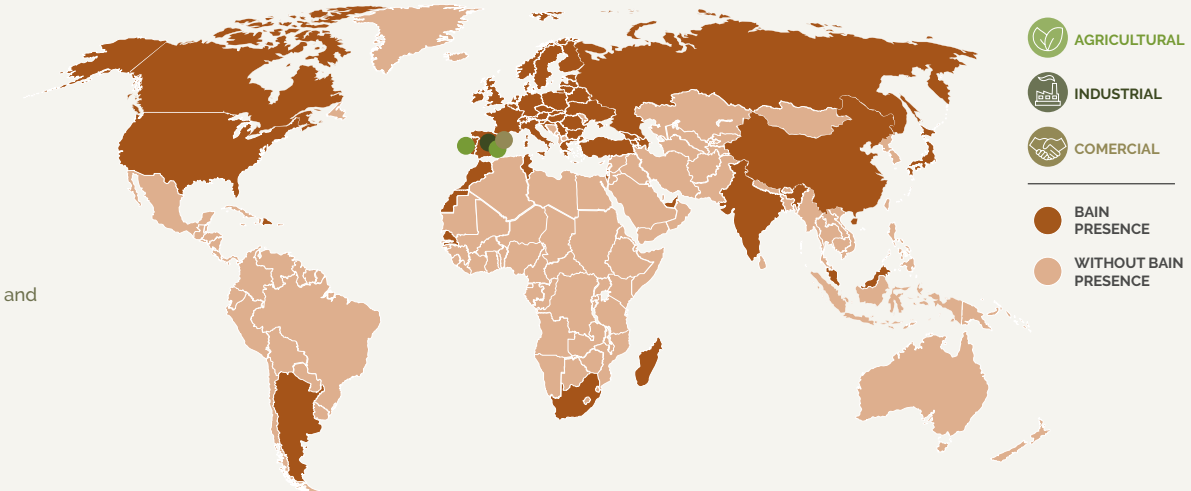 AGRICULTURAL
INDUSTRIAL
COMERCIAL
BAIN
PRESENCE
WITHOUT BAIN
PRESENCE
and